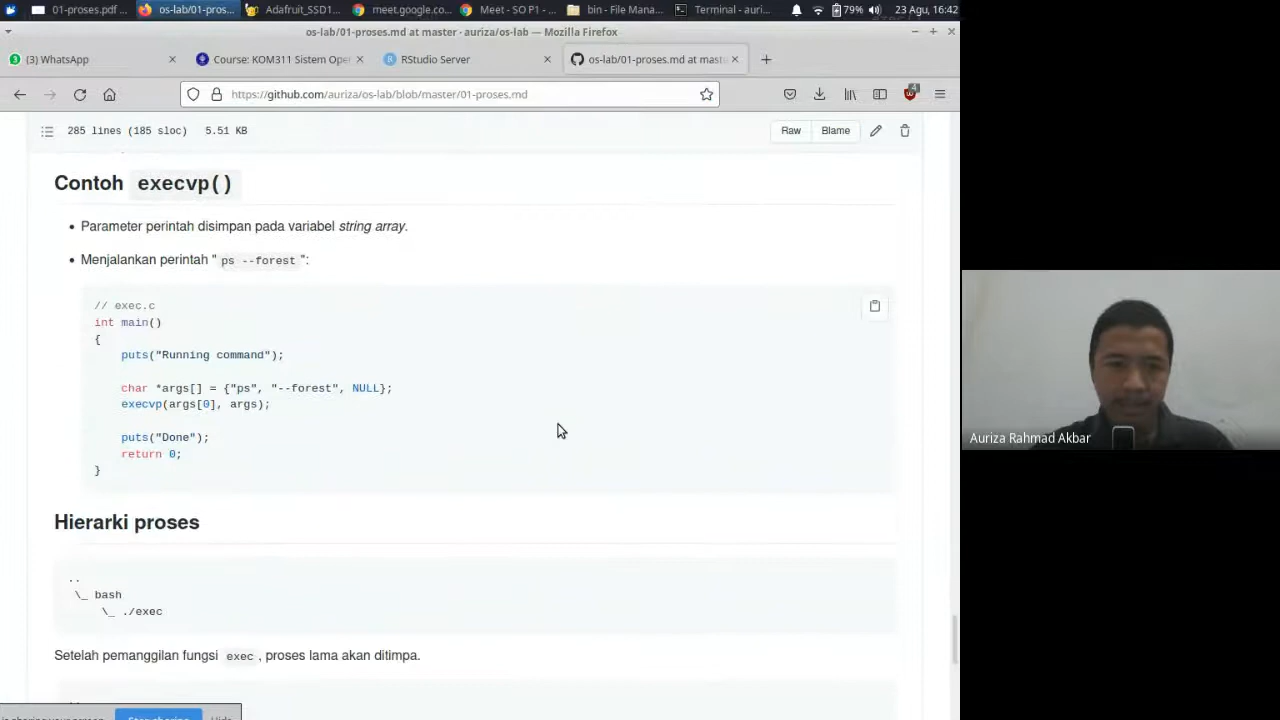 01-proses.pdf ...
os-lab/01-pros...
Adafruit_SSD1...
meet.google.co...
Meet - SO P1 - ...
bin - File Mana...
Terminal - auri...
79%
23 Agu, 16:42
os-lab/01-proses.md at master · auriza/os-lab — Mozilla Firefox
(3) WhatsApp
Course: KOM311 Sistem Ope
RStudio Server
os-lab/01-proses.md at mast
https://github.com/auriza/os-lab/blob/master/01-proses.md
285 lines (185 sloc) 5.51 KB
Raw
Blame
Contoh execvp()
Parameter perintah disimpan pada variabel string array.
Menjalankan perintah " ps --forest ":
// exec.c
int main()
{
puts("Running command");
char *args[] = {"ps", "--forest", NULL};
execvp(args[0], args);
puts("Done");
return 0;
}
Auriza Rahmad Akbar
Hierarki proses
..
\_ bash
\_ ./exec
Setelah pemanggilan fungsi exec , proses lama akan ditimpa.
Stop sharing
Hide